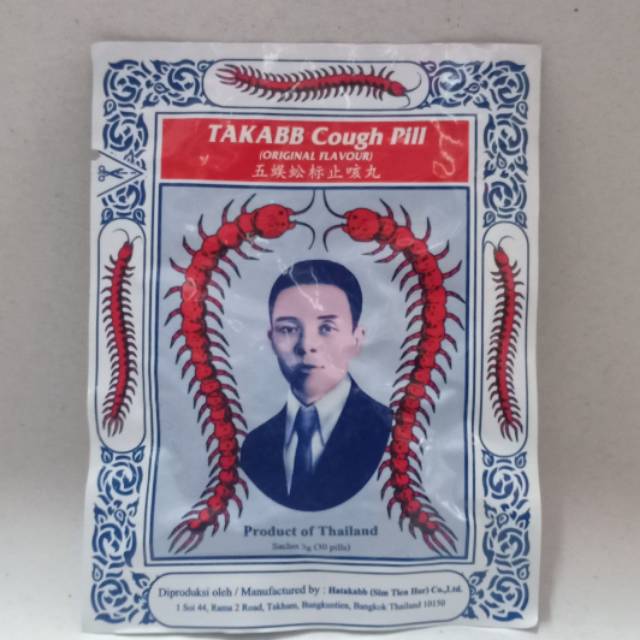 TAKABB Cough Pill
(ORIGINAL FLAVOUR)
五蜈蚣标止咳丸
Product of Thailand
Sachet 5g (50 pills)
Diproduksi oleh / Manufactured by : Hatakabb (Sim Tien Hor) Co.,Ltd.
1 Soi 44, Rama 2 Road, Takham, Bangkuntien, Bangkok Thailand 10150